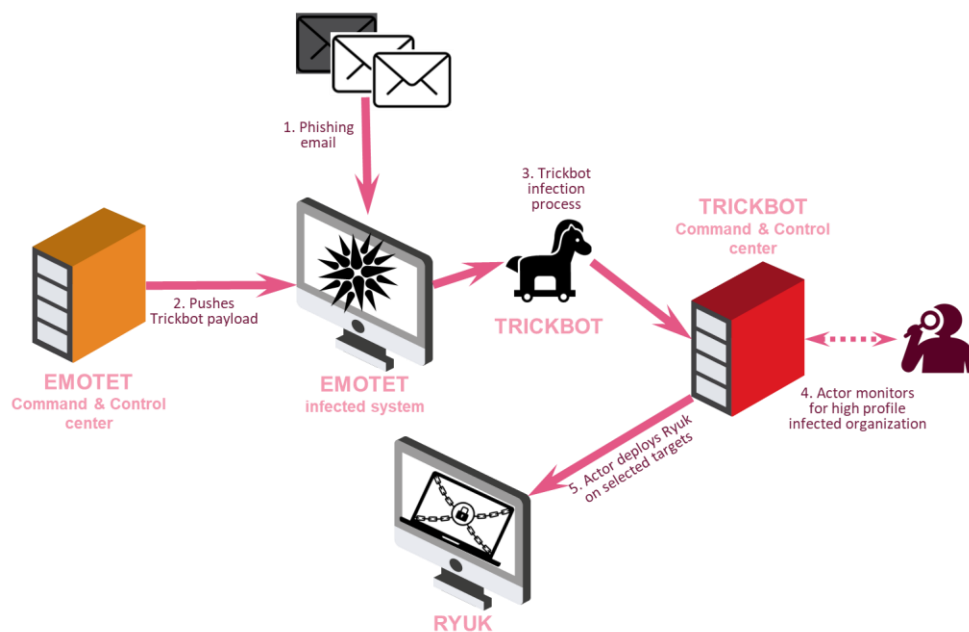 1. Phishing
email
3. Trickbot
infection
process
TRICKBOT
Command & Control
center
2. Pushes
Trickbot payload
TRICKBOT
EMOTET
Command & Control
center
EMOTET
infected system
4. Actor monitors
for high profile
infected organization
5. Actor deploys Ryuk
on selected targets
RYUK